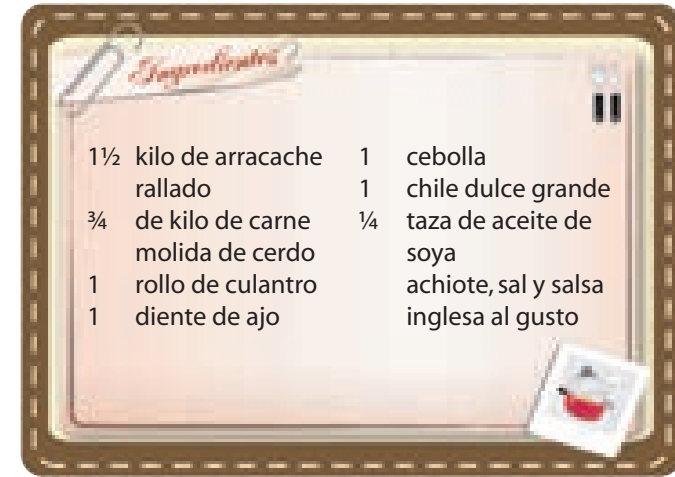 Ingredientes
1½ kilo de arracache
rallado
¾ de kilo de carne
molida de cerdo
1 rollo de culantro
1 diente de ajo
1 cebolla
1 chile dulce grande
¼ taza de aceite de
soya
achiote, sal y salsa
inglesa al gusto